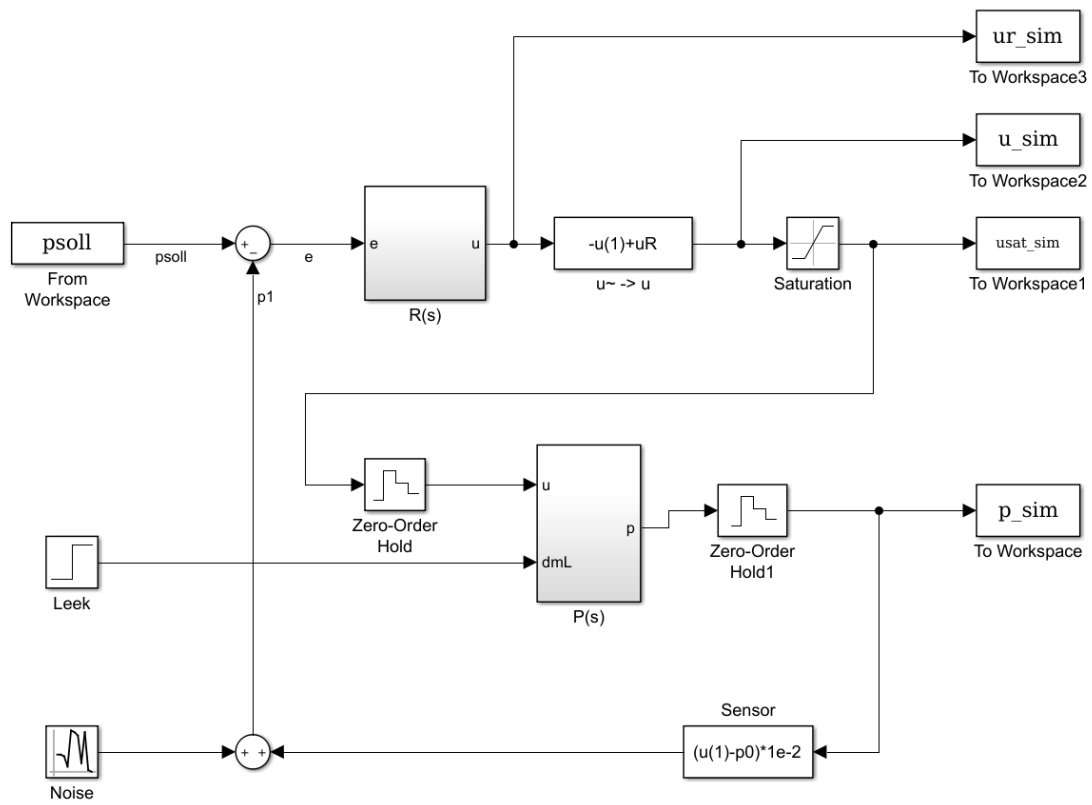 ur_sim
To Workspace3
u_sim
To Workspace2
psoll
From
Workspace
psoll
+
−
p1
e
e
u
R(s)
-u(1)+uR
u~ -> u
Saturation
usat_sim
To Workspace1
Zero-Order
Hold
u
dmL
p
P(s)
Zero-Order
Hold1
p_sim
To Workspace
Leek
Noise
+ +
Sensor
(u(1)-p0)*1e-2